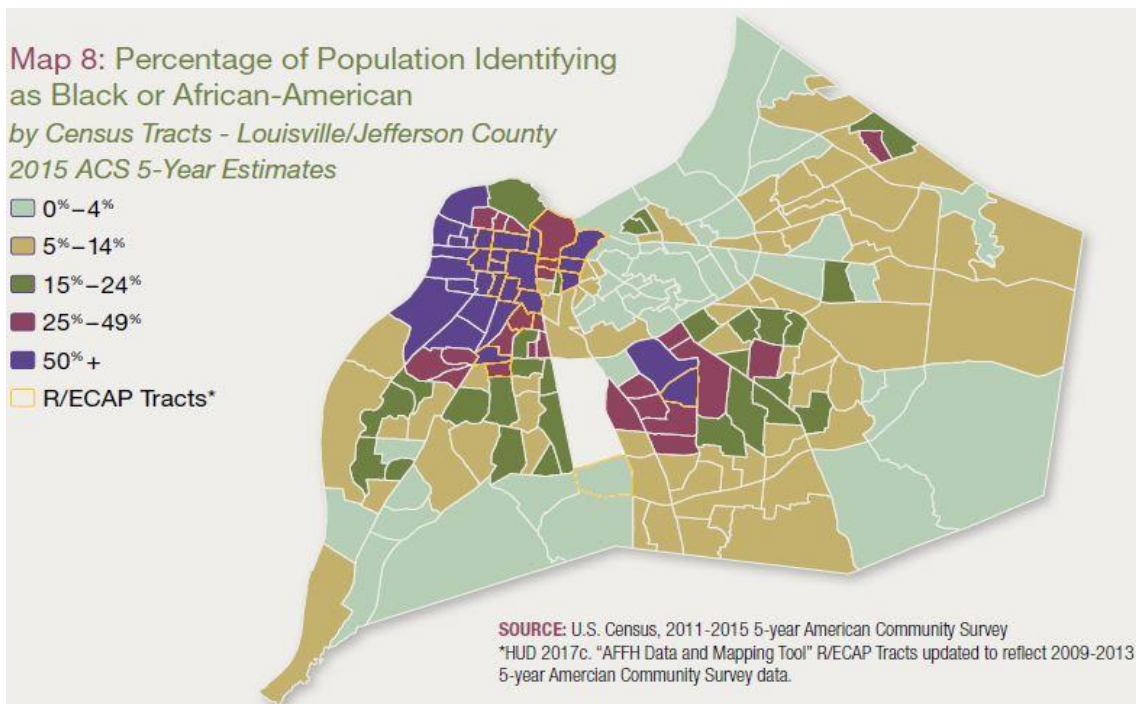 Map 8: Percentage of Population Identifying
as Black or African-American
by Census Tracts - Louisville/Jefferson County
2015 ACS 5-Year Estimates
0%–4%
5%–14%
15%–24%
25%–49%
50%+
R/ECAP Tracts*
SOURCE: U.S. Census, 2011-2015 5-year American Community Survey
*HUD 2017c. "AFFH Data and Mapping Tool" R/ECAP Tracts updated to reflect 2009-2013
5-year Amercian Community Survey data.